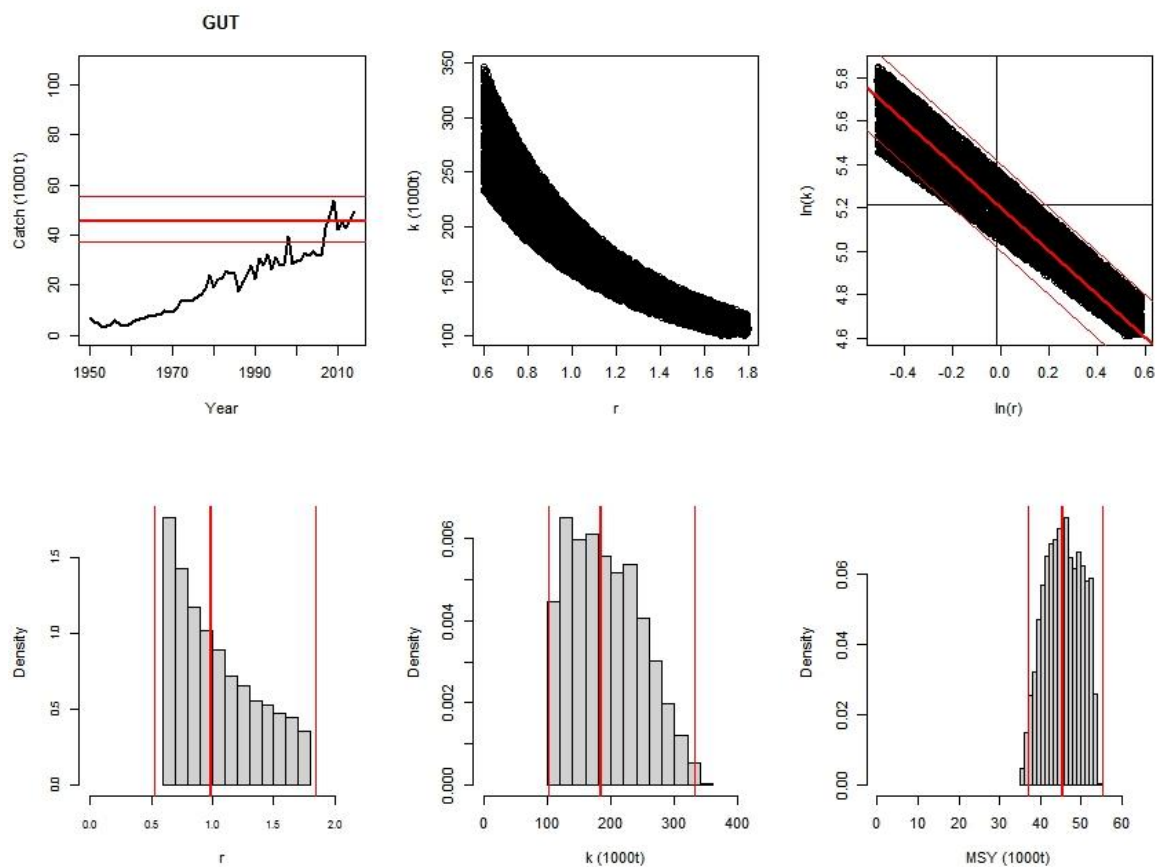 GUT
Catch (1000 t)
0 20 40 60 80 100
1950 1970 1990 2010
Year
k (1000t)
100 150 200 250 300 350
0.6 0.8 1.0 1.2 1.4 1.6 1.8
r
ln(k)
4.6 4.8 5.0 5.2 5.4 5.6 5.8
-0.4 -0.2 0.0 0.2 0.4 0.6
ln(r)
Density
0.0 0.5 1.0 1.5
0.0 0.5 1.0 1.5 2.0
r
Density
0.000 0.002 0.004 0.006
0 100 200 300 400
k (1000t)
Density
0.00 0.02 0.04 0.06
0 10 20 30 40 50 60
MSY (1000t)